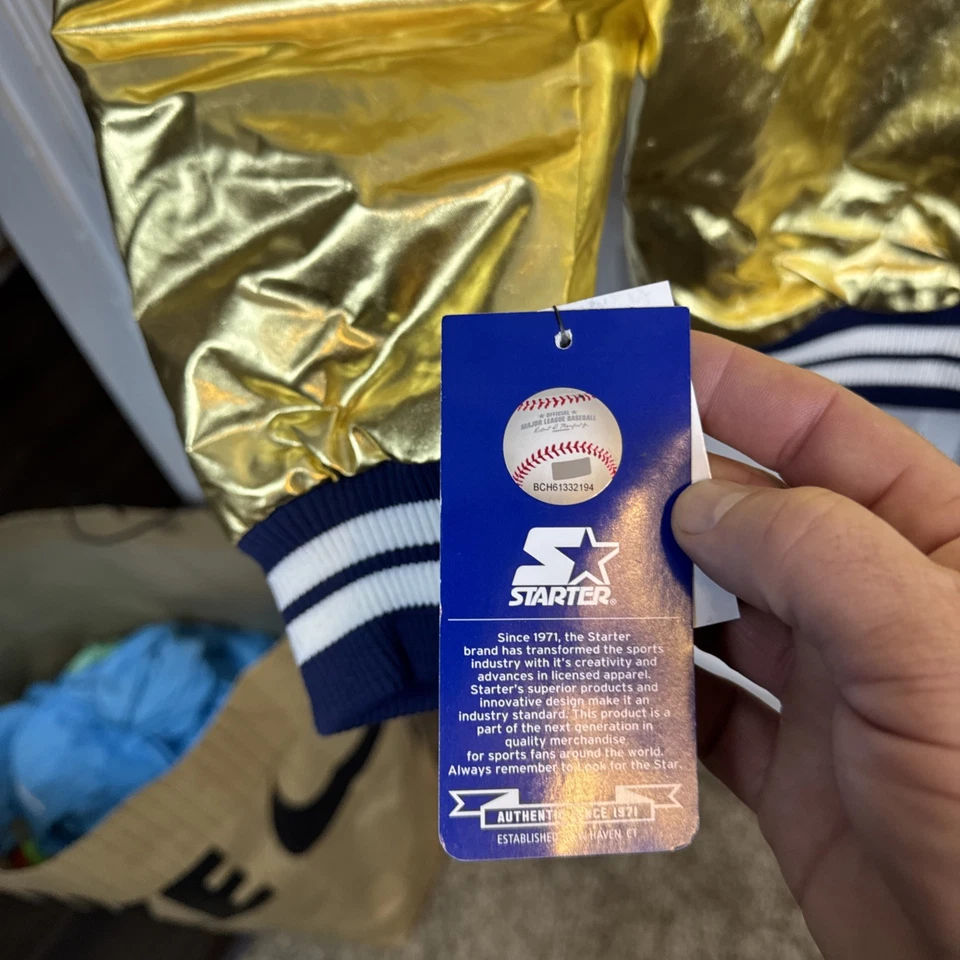 ★ OFFICIAL ★
MAJOR LEAGUE BASEBALL
BCH61332194
STARTER®
Since 1971, the Starter
brand has transformed the sports
industry with it's creativity and
advances in licensed apparel.
Starter's superior products and
innovative design make it an
industry standard. This product is a
part of the next generation in
quality merchandise
for sports fans around the world.
Always remember to Look for the Star.
SINCE 1971
ESTABLISHED HAVEN, CT